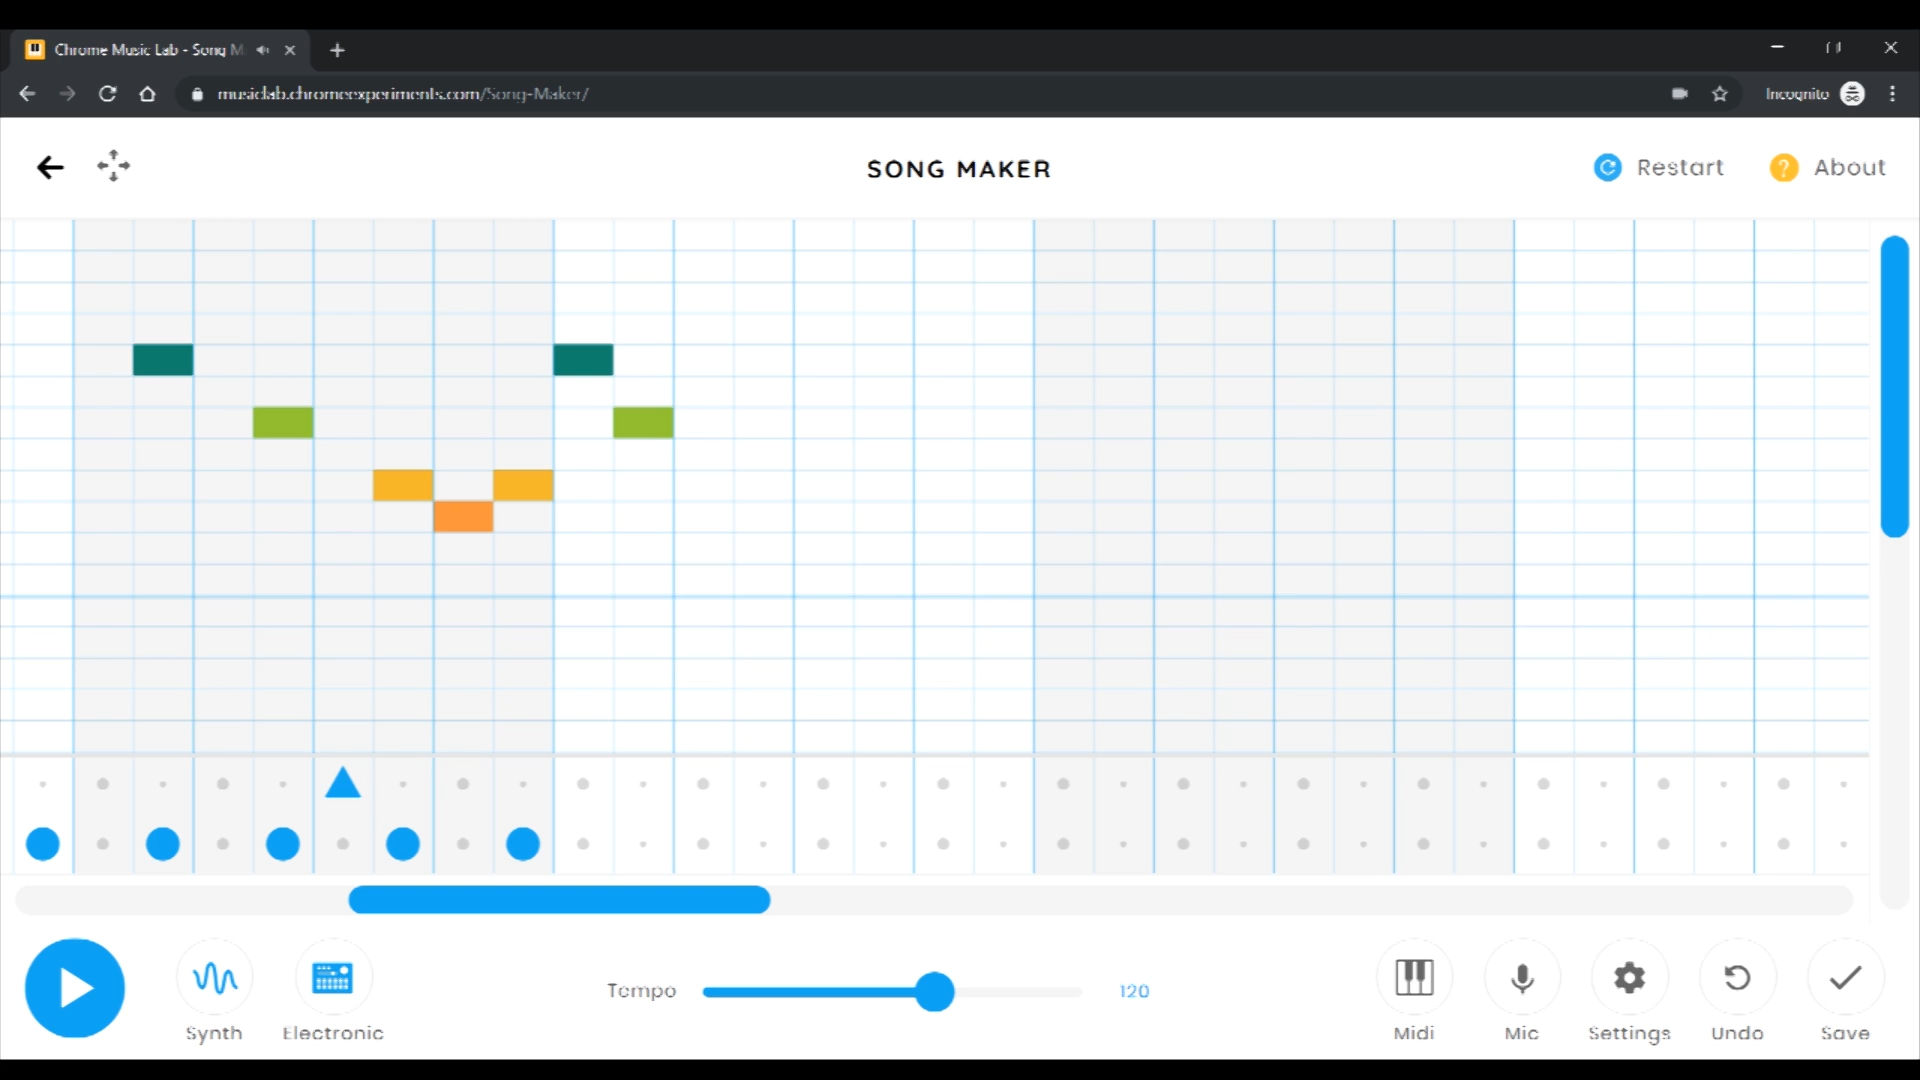 Chrome Music Lab - Song M
musiclab.chromeexperiments.com/Song-Maker/
Incognito
SONG MAKER
Restart
? About
Tempo
120
Synth
Electronic
Midi
Mic
Settings
Undo
Save